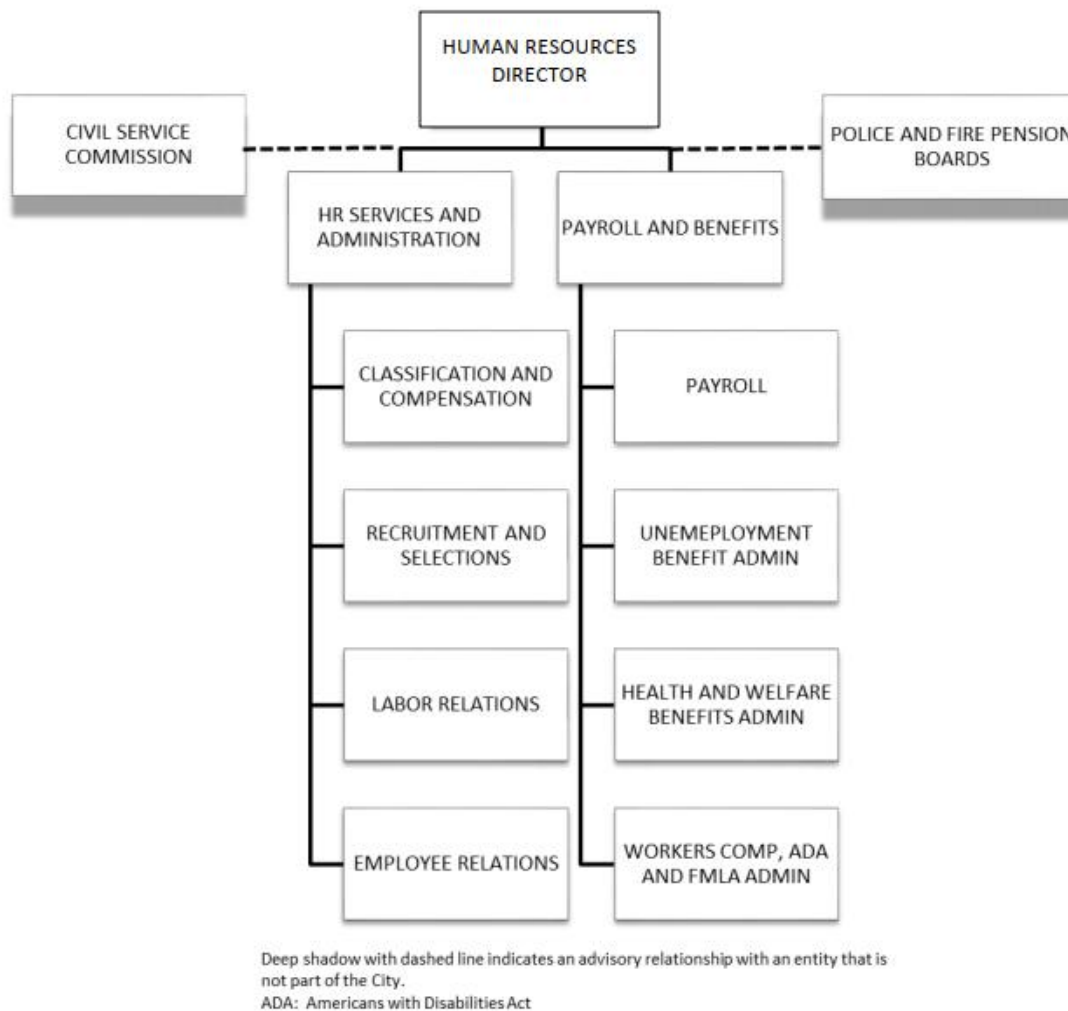 HUMAN RESOURCES
DIRECTOR
CIVIL SERVICE
COMMISSION
POLICE AND FIRE PENSION
BOARDS
HR SERVICES AND
ADMINISTRATION
PAYROLL AND BENEFITS
CLASSIFICATION AND
COMPENSATION
PAYROLL
RECRUITMENT AND
SELECTIONS
UNEMEPLOYMENT
BENEFIT ADMIN
LABOR RELATIONS
HEALTH AND WELFARE
BENEFITS ADMIN
EMPLOYEE RELATIONS
WORKERS COMP, ADA
AND FMLA ADMIN
Deep shadow with dashed line indicates an advisory relationship with an entity that is
not part of the City.
ADA: Americans with Disabilities Act